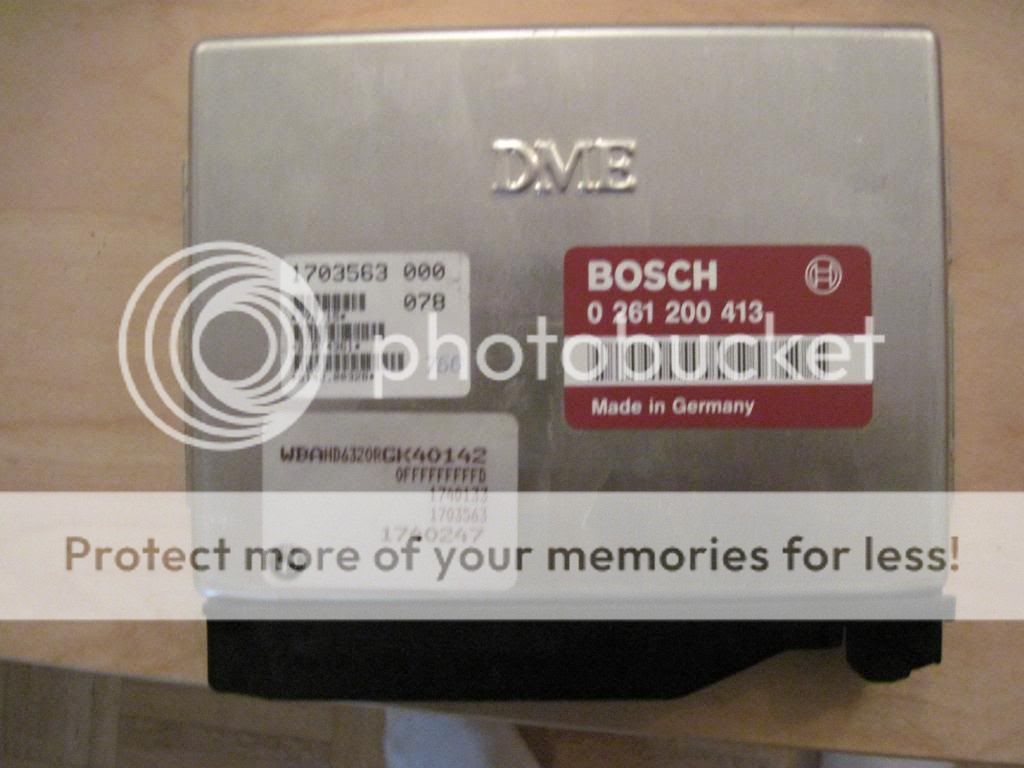 DME
1703563 000
078
BOSCH
0 261 200 413
photobucket
Made in Germany
WBAHD6320RGK40142
0FFFFFFFFFD
1740133
1703563
1740247
Protect more of your memories for less!